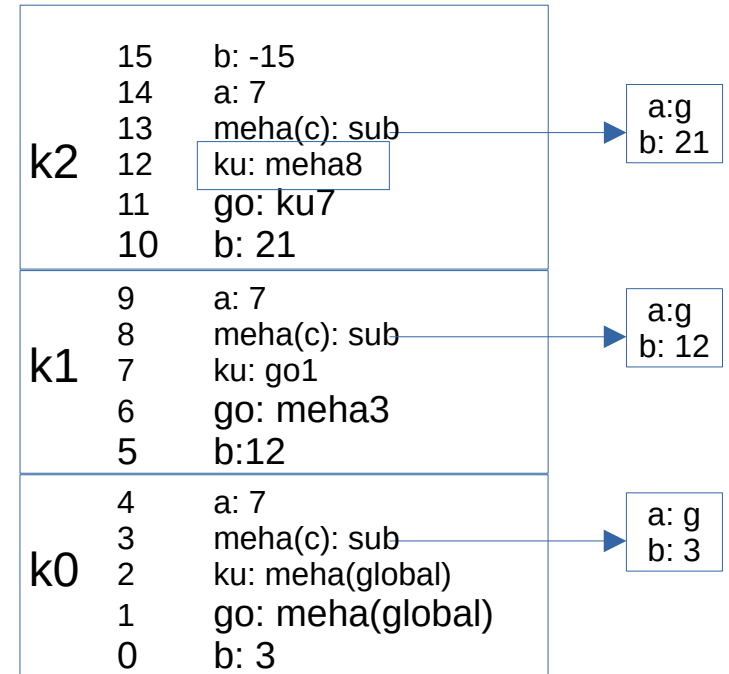 15 b: -15
14 a: 7
13 meha(c): sub
k2 12 ku: meha8
11 go: ku7
10 b: 21
a:g
b: 21
9 a: 7
8 meha(c): sub
k1 7 ku: go1
6 go: meha3
5 b:12
a:g
b: 12
4 a: 7
3 meha(c): sub
k0 2 ku: meha(global)
1 go: meha(global)
0 b: 3
a: g
b: 3